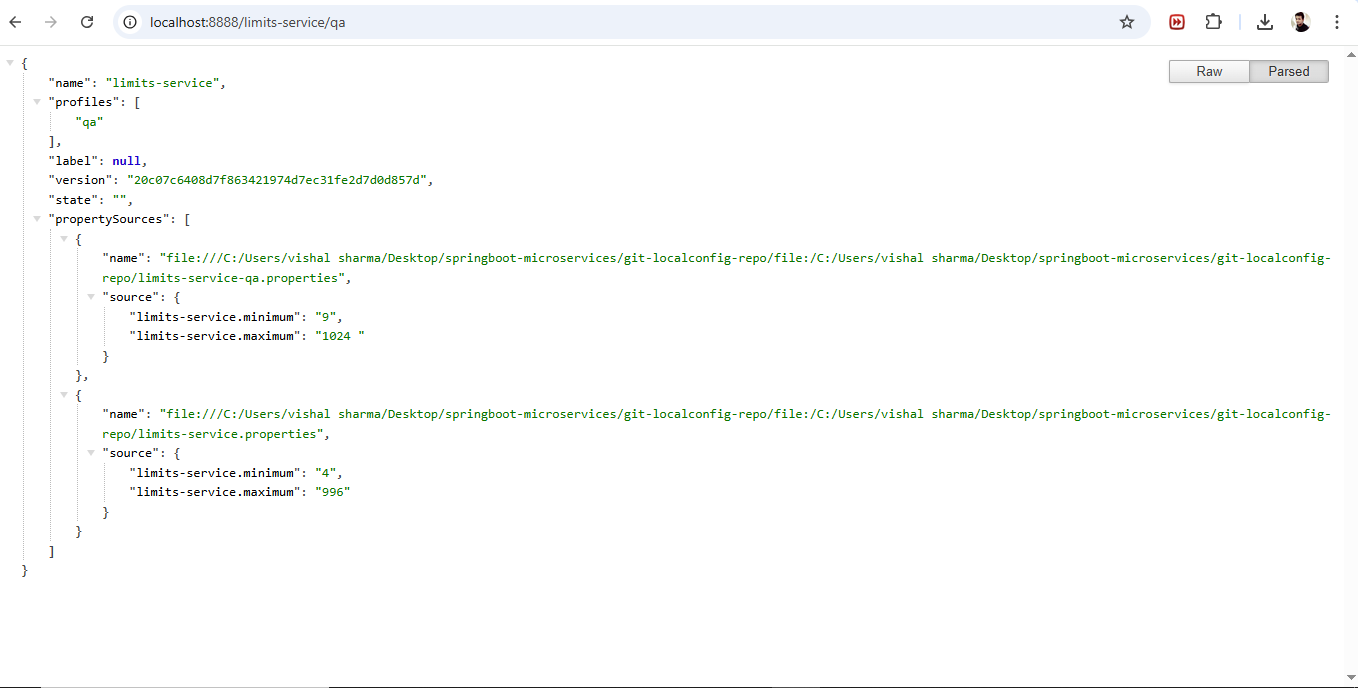 localhost:8888/limits-service/qa
Raw Parsed
{
"name": "limits-service",
"profiles": [
"qa"
],
"label": null,
"version": "20c07c6408d7f863421974d7ec31fe2d7d0d857d",
"state": "",
"propertySources": [
{
"name": "file:///C:/Users/vishal sharma/Desktop/springboot-microservices/git-localconfig-repo/file:/C:/Users/vishal sharma/Desktop/springboot-microservices/git-localconfig-
repo/limits-service-qa.properties",
"source": {
"limits-service.minimum": "9",
"limits-service.maximum": "1024 "
}
},
{
"name": "file:///C:/Users/vishal sharma/Desktop/springboot-microservices/git-localconfig-repo/file:/C:/Users/vishal sharma/Desktop/springboot-microservices/git-localconfig-
repo/limits-service.properties",
"source": {
"limits-service.minimum": "4",
"limits-service.maximum": "996"
}
}
]
}